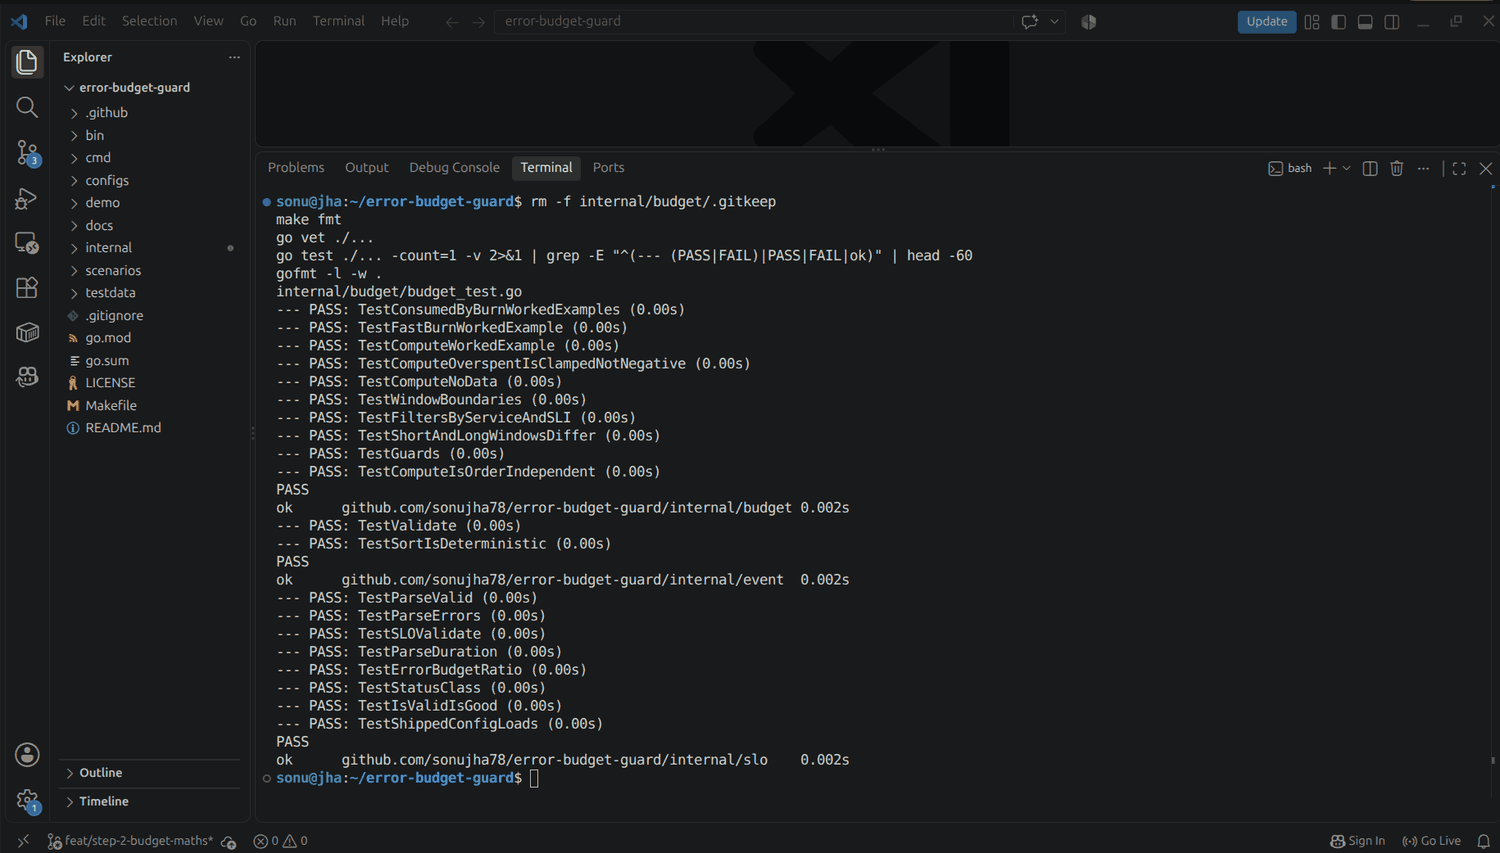 File Edit Selection View Go Run Terminal Help
error-budget-guard
Update
Explorer
error-budget-guard
.github
bin
cmd
configs
demo
docs
internal
scenarios
testdata
.gitignore
go.mod
go.sum
LICENSE
Makefile
README.md
Outline
Timeline
3
1
Problems Output Debug Console Terminal Ports
bash
sonu@jha:~/error-budget-guard$ rm -f internal/budget/.gitkeep
make fmt
go vet ./...
go test ./... -count=1 -v 2>&1 | grep -E "^(--- (PASS|FAIL)|PASS|FAIL|ok)" | head -60
gofmt -l -w .
internal/budget/budget_test.go
--- PASS: TestConsumedByBurnWorkedExamples (0.00s)
--- PASS: TestFastBurnWorkedExample (0.00s)
--- PASS: TestComputeWorkedExample (0.00s)
--- PASS: TestComputeOverspentIsClampedNotNegative (0.00s)
--- PASS: TestComputeNoData (0.00s)
--- PASS: TestWindowBoundaries (0.00s)
--- PASS: TestFiltersByServiceAndSLI (0.00s)
--- PASS: TestShortAndLongWindowsDiffer (0.00s)
--- PASS: TestGuards (0.00s)
--- PASS: TestComputeIsOrderIndependent (0.00s)
PASS
ok github.com/sonujha78/error-budget-guard/internal/budget 0.002s
--- PASS: TestValidate (0.00s)
--- PASS: TestSortIsDeterministic (0.00s)
PASS
ok github.com/sonujha78/error-budget-guard/internal/event 0.002s
--- PASS: TestParseValid (0.00s)
--- PASS: TestParseErrors (0.00s)
--- PASS: TestSLOValidate (0.00s)
--- PASS: TestParseDuration (0.00s)
--- PASS: TestErrorBudgetRatio (0.00s)
--- PASS: TestStatusClass (0.00s)
--- PASS: TestIsValidIsGood (0.00s)
--- PASS: TestShippedConfigLoads (0.00s)
PASS
ok github.com/sonujha78/error-budget-guard/internal/slo 0.002s
sonu@jha:~/error-budget-guard$
feat/step-2-budget-maths* 0 0 Sign In Go Live